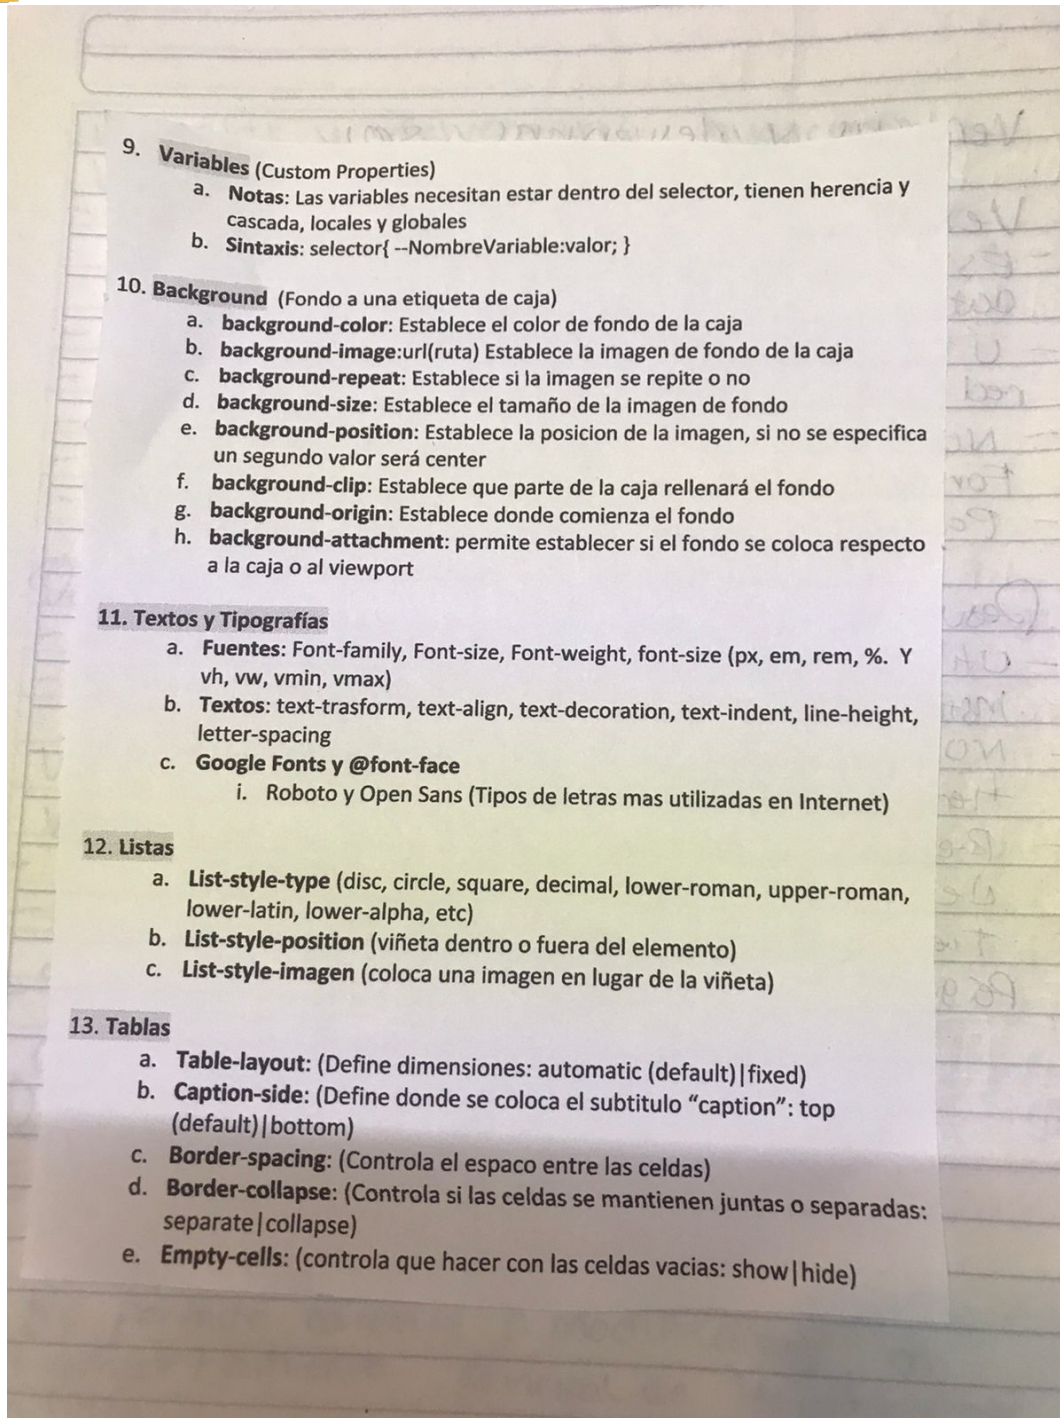 9. Variables (Custom Properties)
a. Notas: Las variables necesitan estar dentro del selector, tienen herencia y
cascada, locales y globales
b. Sintaxis: selector{ --NombreVariable:valor; }
10. Background (Fondo a una etiqueta de caja)
a. background-color: Establece el color de fondo de la caja
b. background-image:url(ruta) Establece la imagen de fondo de la caja
c. background-repeat: Establece si la imagen se repite o no
d. background-size: Establece el tamaño de la imagen de fondo
e. background-position: Establece la posicion de la imagen, si no se especifica
un segundo valor será center
f. background-clip: Establece que parte de la caja rellenará el fondo
g. background-origin: Establece donde comienza el fondo
h. background-attachment: permite establecer si el fondo se coloca respecto
a la caja o al viewport
11. Textos y Tipografías
a. Fuentes: Font-family, Font-size, Font-weight, font-size (px, em, rem, %. Y
vh, vw, vmin, vmax)
b. Textos: text-trasform, text-align, text-decoration, text-indent, line-height,
letter-spacing
c. Google Fonts y @font-face
i. Roboto y Open Sans (Tipos de letras mas utilizadas en Internet)
12. Listas
a. List-style-type (disc, circle, square, decimal, lower-roman, upper-roman,
lower-latin, lower-alpha, etc)
b. List-style-position (viñeta dentro o fuera del elemento)
c. List-style-imagen (coloca una imagen en lugar de la viñeta)
13. Tablas
a. Table-layout: (Define dimensiones: automatic (default)|fixed)
b. Caption-side: (Define donde se coloca el subtitulo “caption”: top
(default)|bottom)
c. Border-spacing: (Controla el espaco entre las celdas)
d. Border-collapse: (Controla si las celdas se mantienen juntas o separadas:
separate|collapse)
e. Empty-cells: (controla que hacer con las celdas vacias: show|hide)